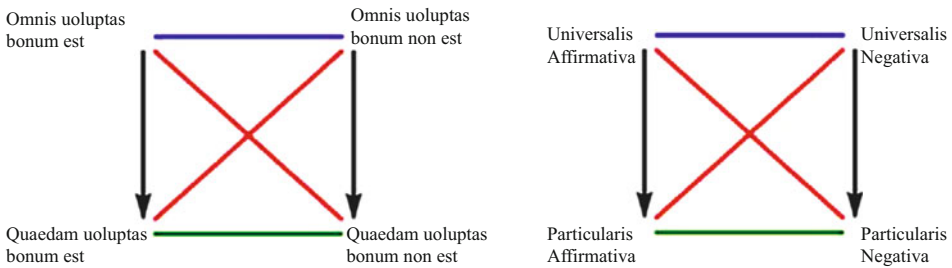 Omnis uoluptas
bonum est
Omnis uoluptas
bonum non est
Quaedam uoluptas
bonum est
Quaedam uoluptas
bonum non est
Universalis
Affirmativa
Universalis
Negativa
Particularis
Affirmativa
Particularis
Negativa